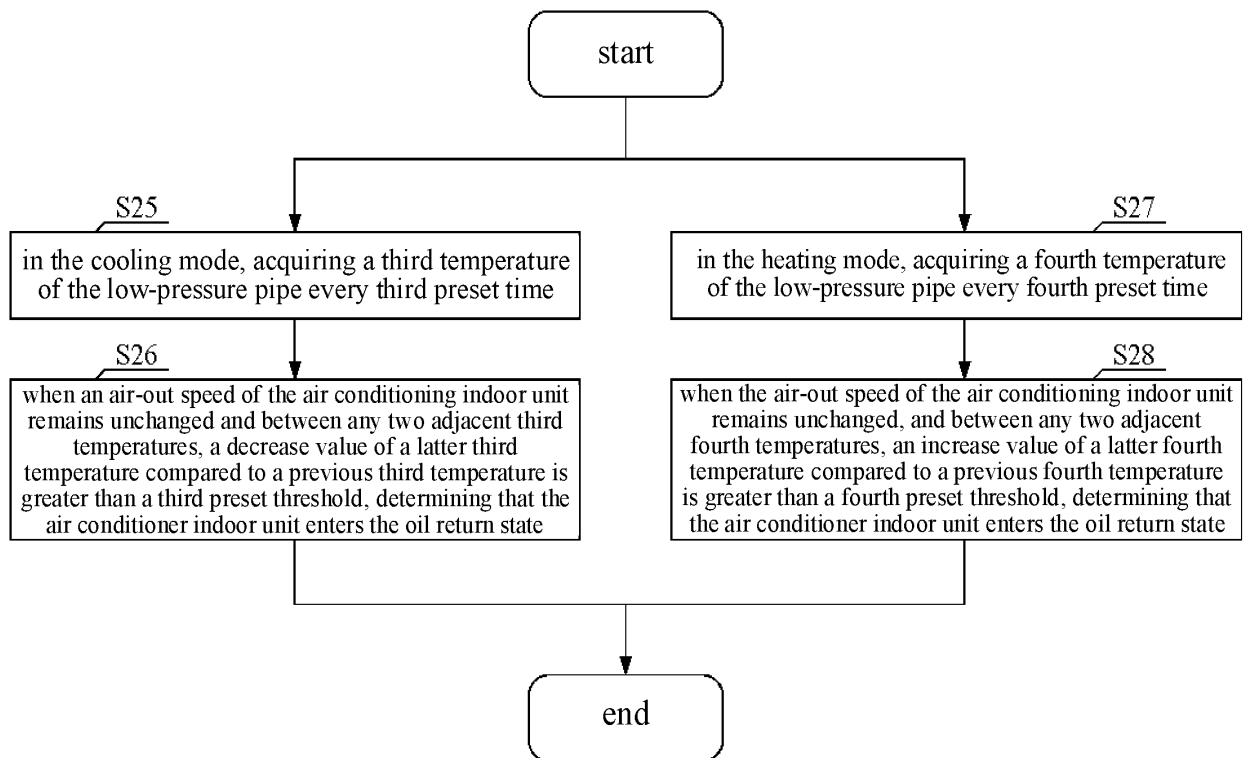 start
S25
in the cooling mode, acquiring a third temperature
of the low-pressure pipe every third preset time
S27
in the heating mode, acquiring a fourth temperature
of the low-pressure pipe every fourth preset time
S26
when an air-out speed of the air conditioning indoor unit
remains unchanged and between any two adjacent third
temperatures, a decrease value of a latter third
temperature compared to a previous third temperature is
greater than a third preset threshold, determining that the
air conditioner indoor unit enters the oil return state
S28
when the air-out speed of the air conditioning indoor unit
remains unchanged, and between any two adjacent
fourth temperatures, an increase value of a latter fourth
temperature compared to a previous fourth temperature
is greater than a fourth preset threshold, determining that
the air conditioner indoor unit enters the oil return state
end